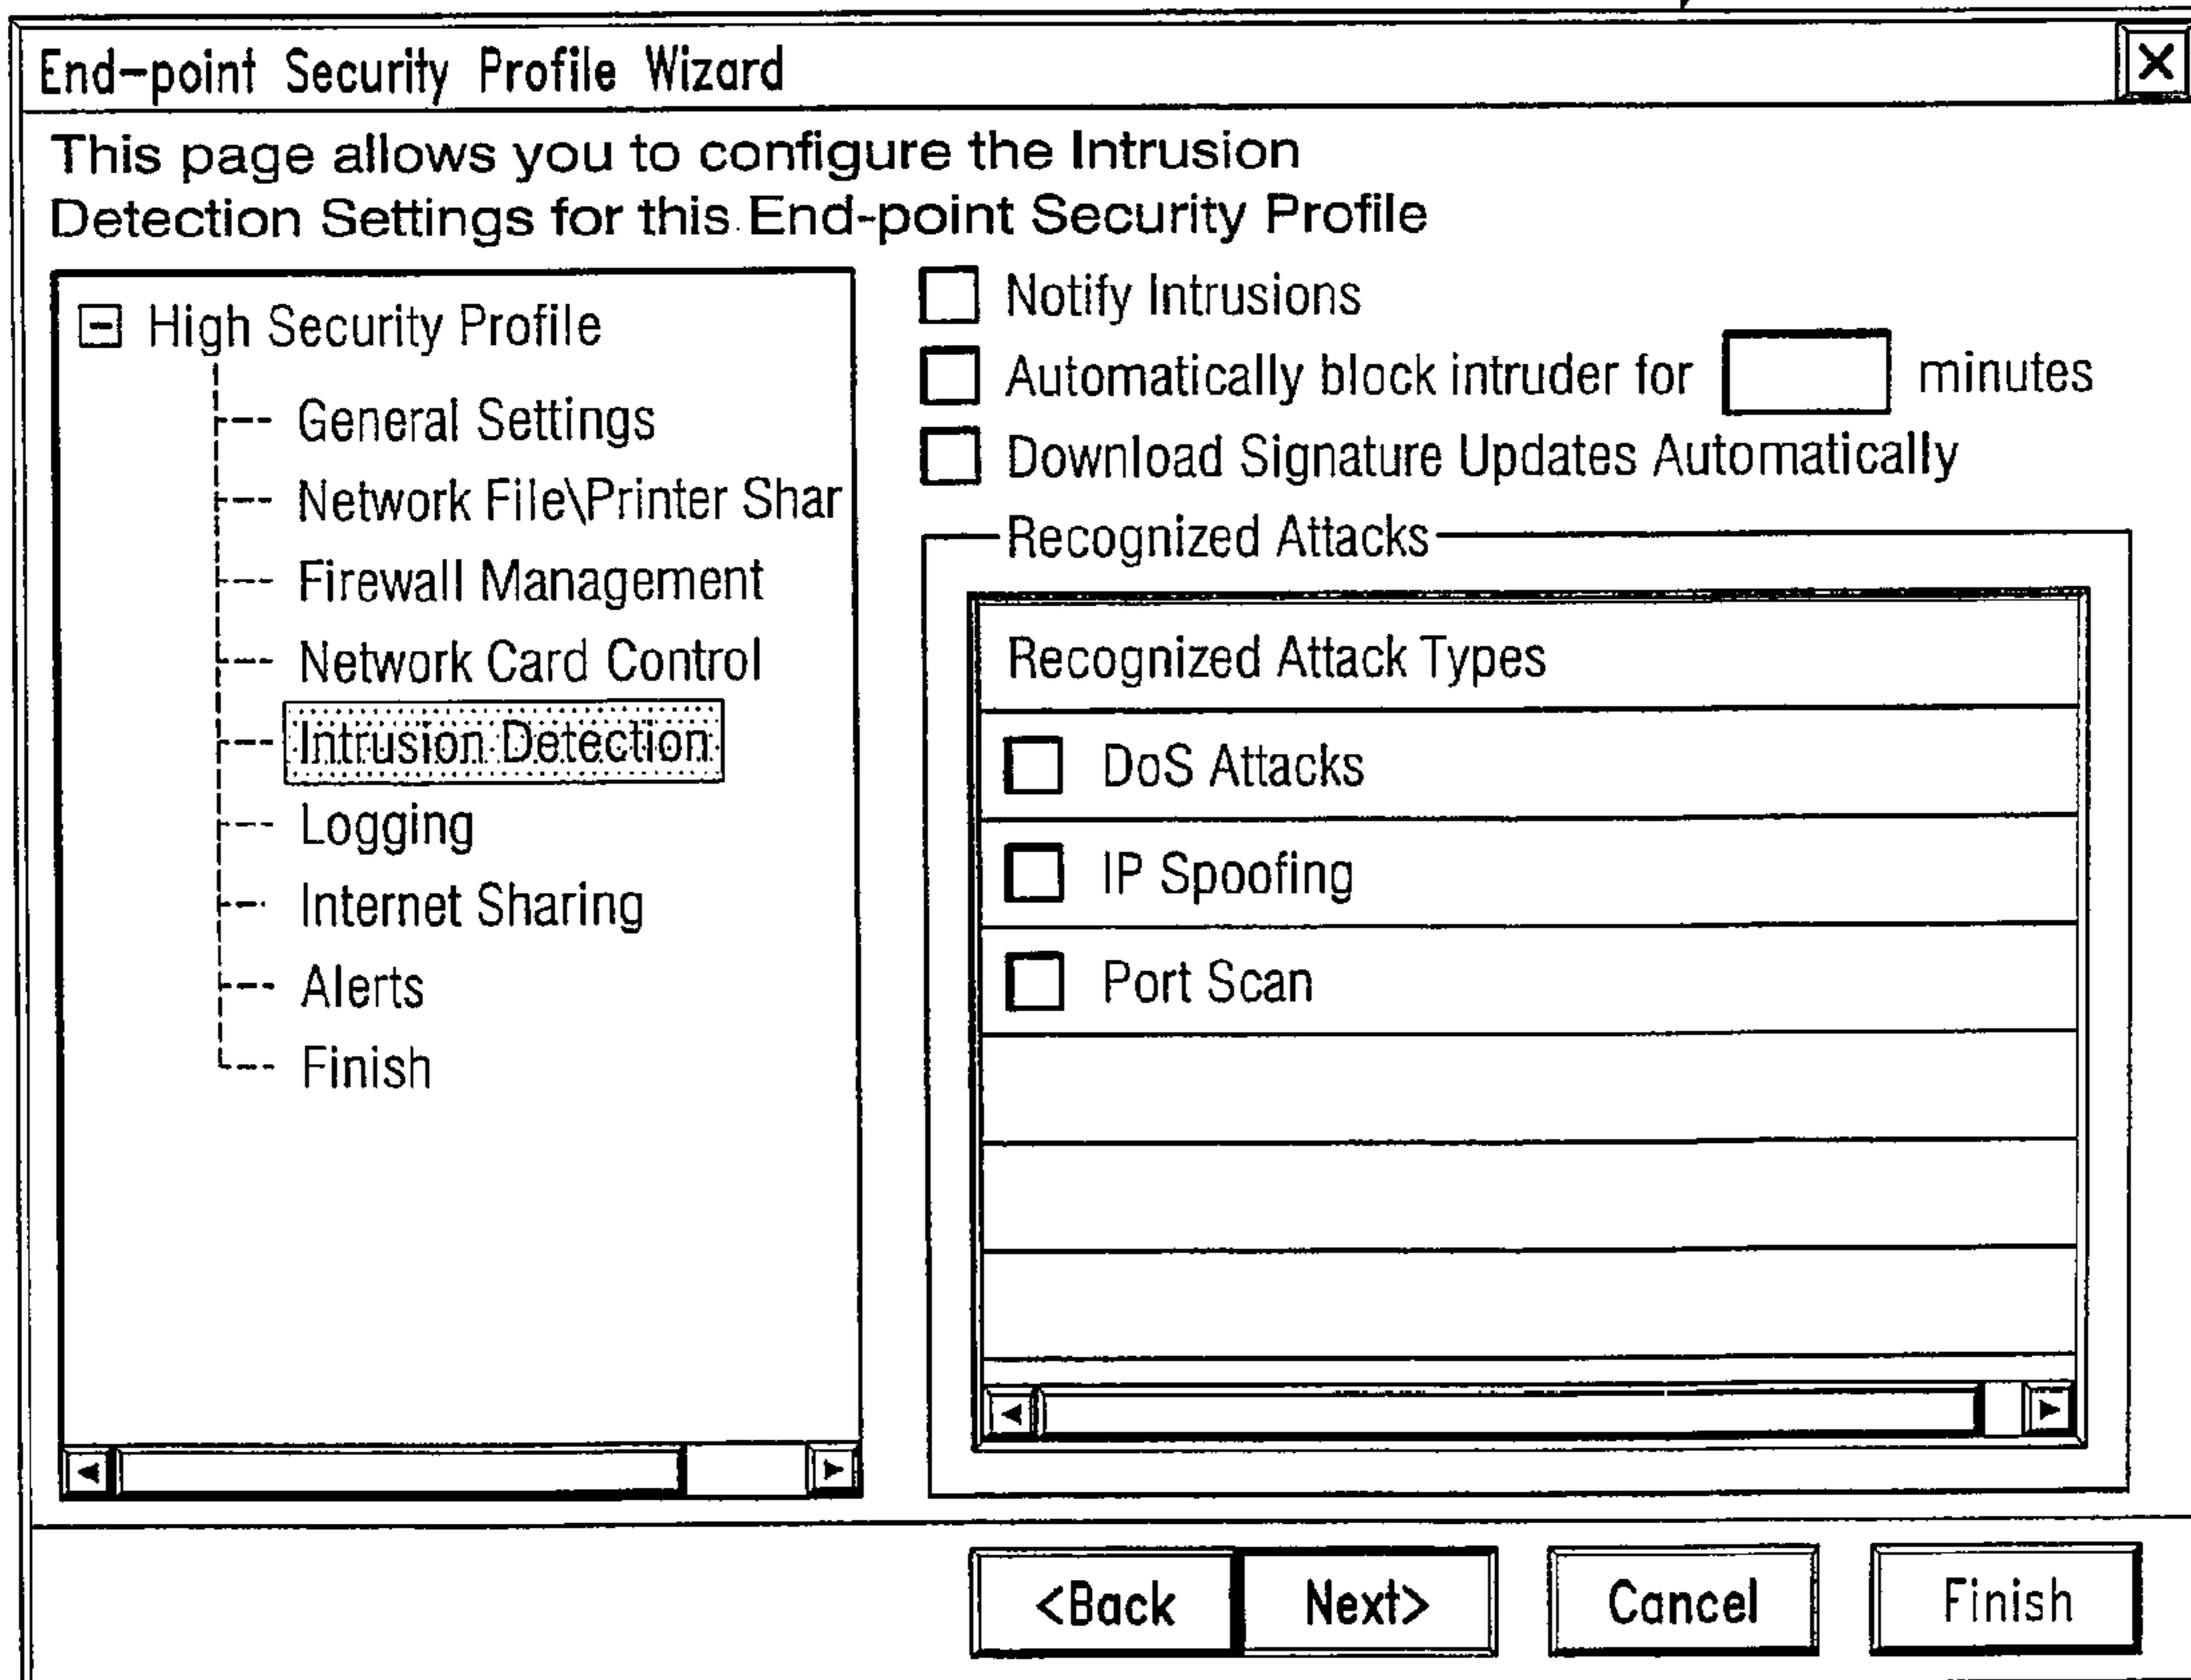 End-point Security Profile Wizard
This page allows you to configure the Intrusion
Detection Settings for this End-point Security Profile
High Security Profile
General Settings
Network File\Printer Shar
Firewall Management
Network Card Control
Intrusion Detection
Logging
Internet Sharing
Alerts
Finish
Notify Intrusions
Automatically block intruder for minutes
Download Signature Updates Automatically
Recognized Attacks
Recognized Attack Types
DoS Attacks
IP Spoofing
Port Scan
<Back Next> Cancel Finish